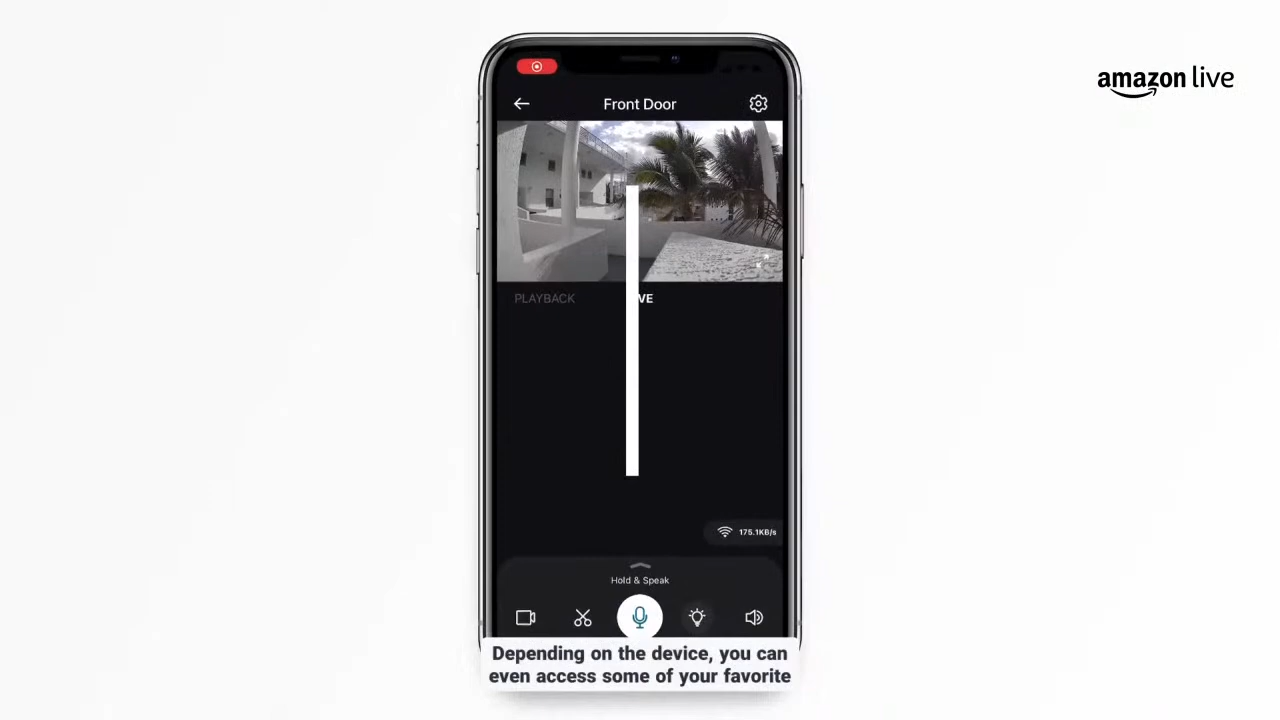 amazon live
Front Door
PLAYBACK
175.1KB/s
Hold & Speak
Depending on the device, you can
even access some of your favorite